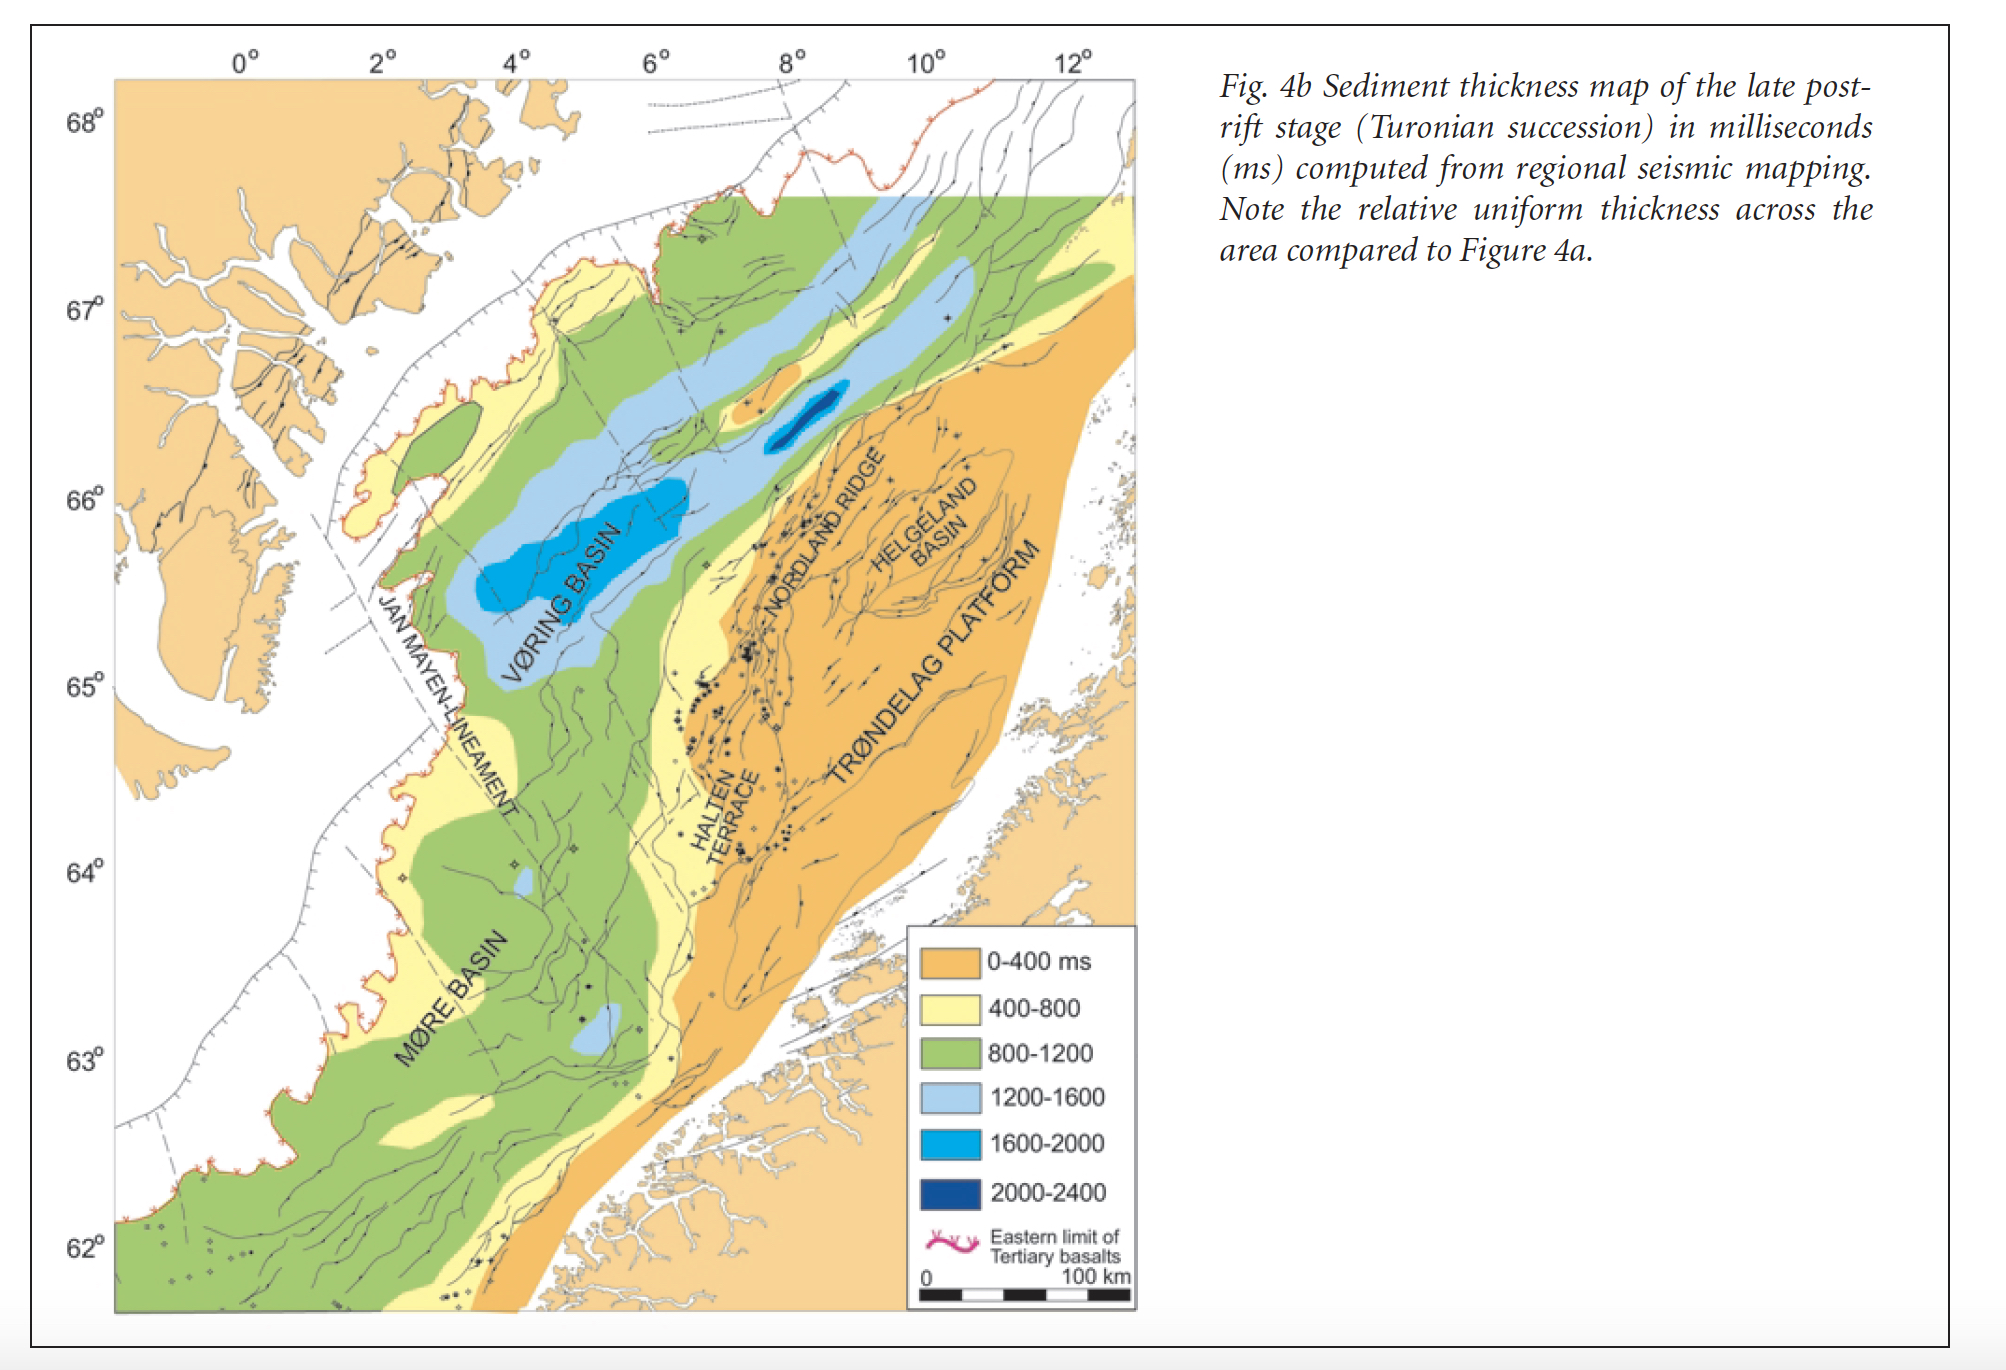 0° 2° 4° 6° 8° 10° 12°
Fig. 4b Sediment thickness map of the late post-
rift stage (Turonian succession) in milliseconds
(ms) computed from regional seismic mapping.
Note the relative uniform thickness across the
area compared to Figure 4a.
68°
67°
66°
65°
64°
63°
62°
NORDLAND RIDGE
HELGELAND
BASIN
VØRING BASIN
JAN MAYEN-LINEAMENT
TRØNDELAG PLATFORM
HALTEN
TERRACE
MØRE BASIN
0-400 ms
400-800
800-1200
1200-1600
1600-2000
2000-2400
Eastern limit of
Tertiary basalts
0 100 km